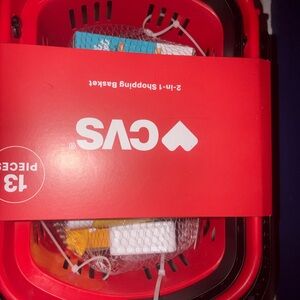 CVS®
2-in-1 Shopping Basket
13
PIECES